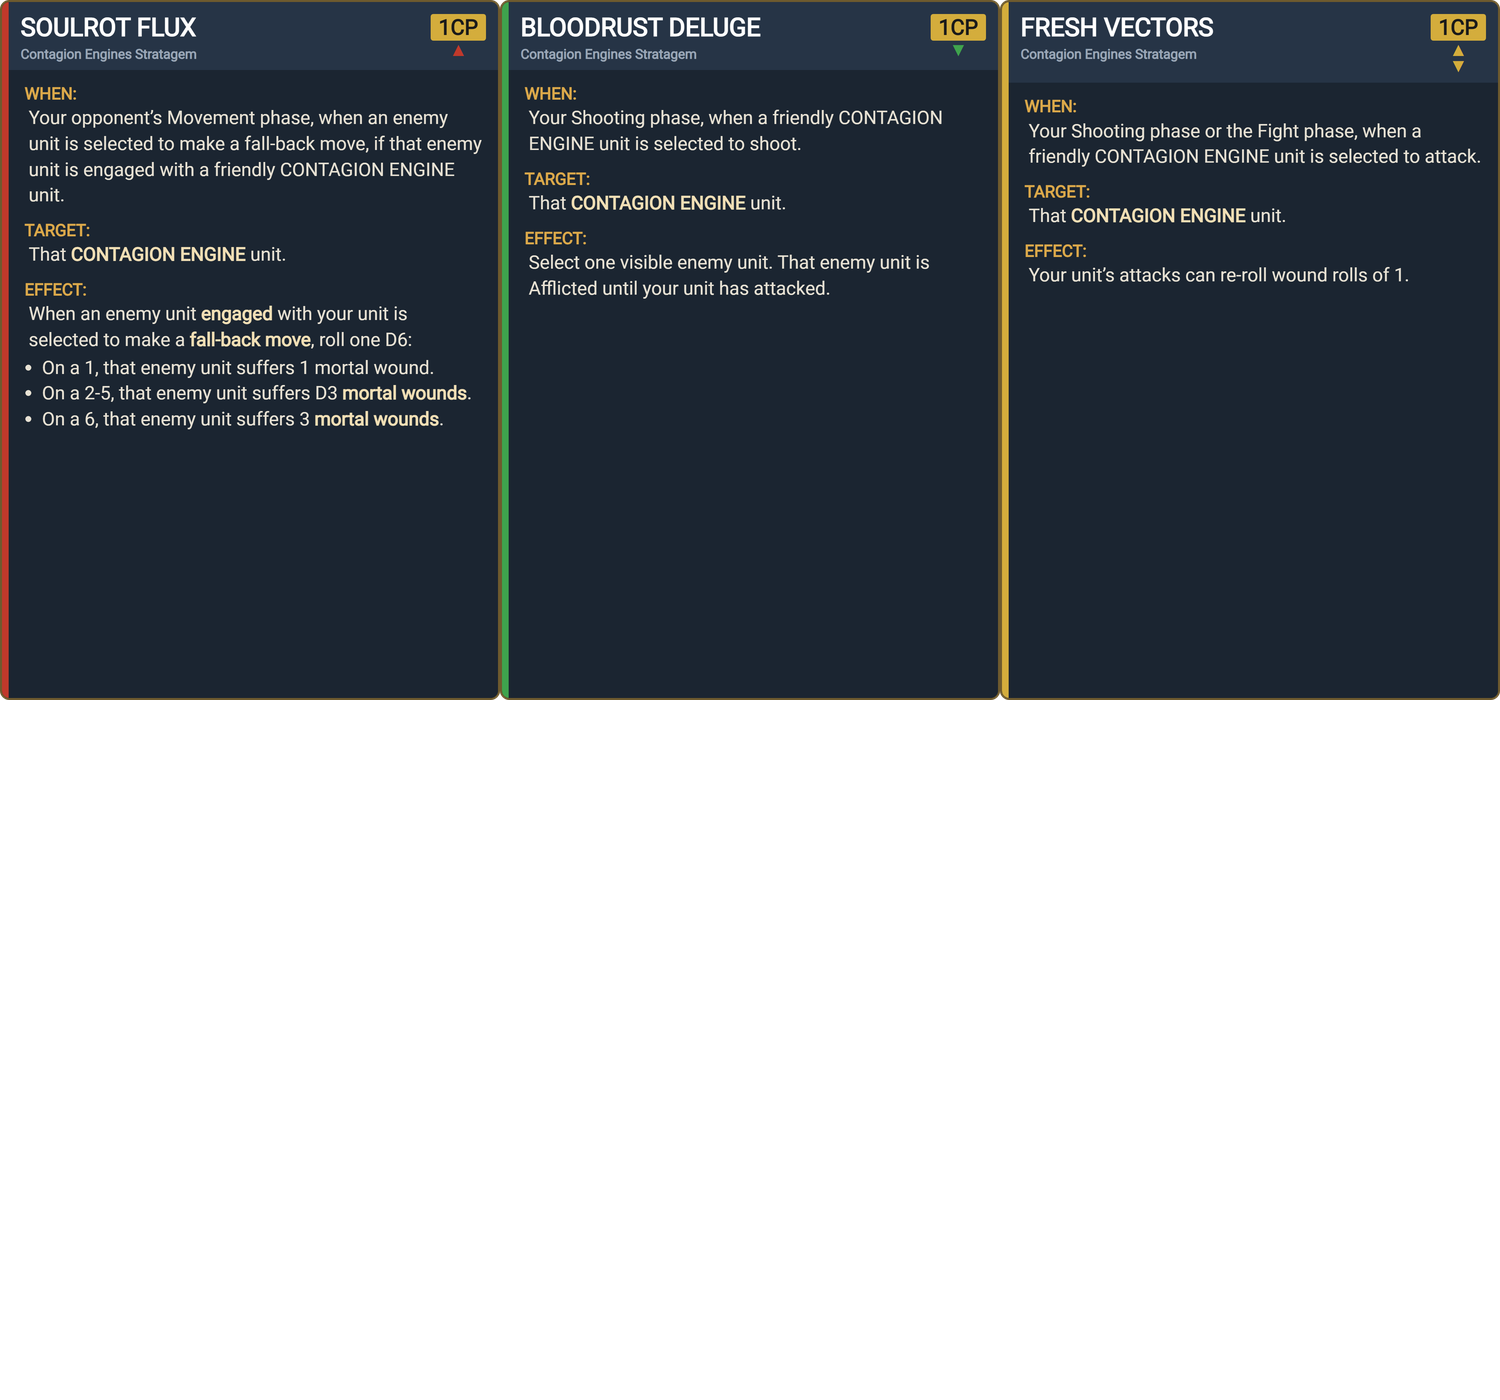 SOULROT FLUX
1CP
Contagion Engines Stratagem
WHEN:
Your opponent’s Movement phase, when an enemy
unit is selected to make a fall-back move, if that enemy
unit is engaged with a friendly CONTAGION ENGINE
unit.
TARGET:
That CONTAGION ENGINE unit.
EFFECT:
When an enemy unit engaged with your unit is
selected to make a fall-back move, roll one D6:
• On a 1, that enemy unit suffers 1 mortal wound.
• On a 2-5, that enemy unit suffers D3 mortal wounds.
• On a 6, that enemy unit suffers 3 mortal wounds.
BLOODRUST DELUGE
1CP
Contagion Engines Stratagem
WHEN:
Your Shooting phase, when a friendly CONTAGION
ENGINE unit is selected to shoot.
TARGET:
That CONTAGION ENGINE unit.
EFFECT:
Select one visible enemy unit. That enemy unit is
Afflicted until your unit has attacked.
FRESH VECTORS
1CP
Contagion Engines Stratagem
WHEN:
Your Shooting phase or the Fight phase, when a
friendly CONTAGION ENGINE unit is selected to attack.
TARGET:
That CONTAGION ENGINE unit.
EFFECT:
Your unit’s attacks can re-roll wound rolls of 1.